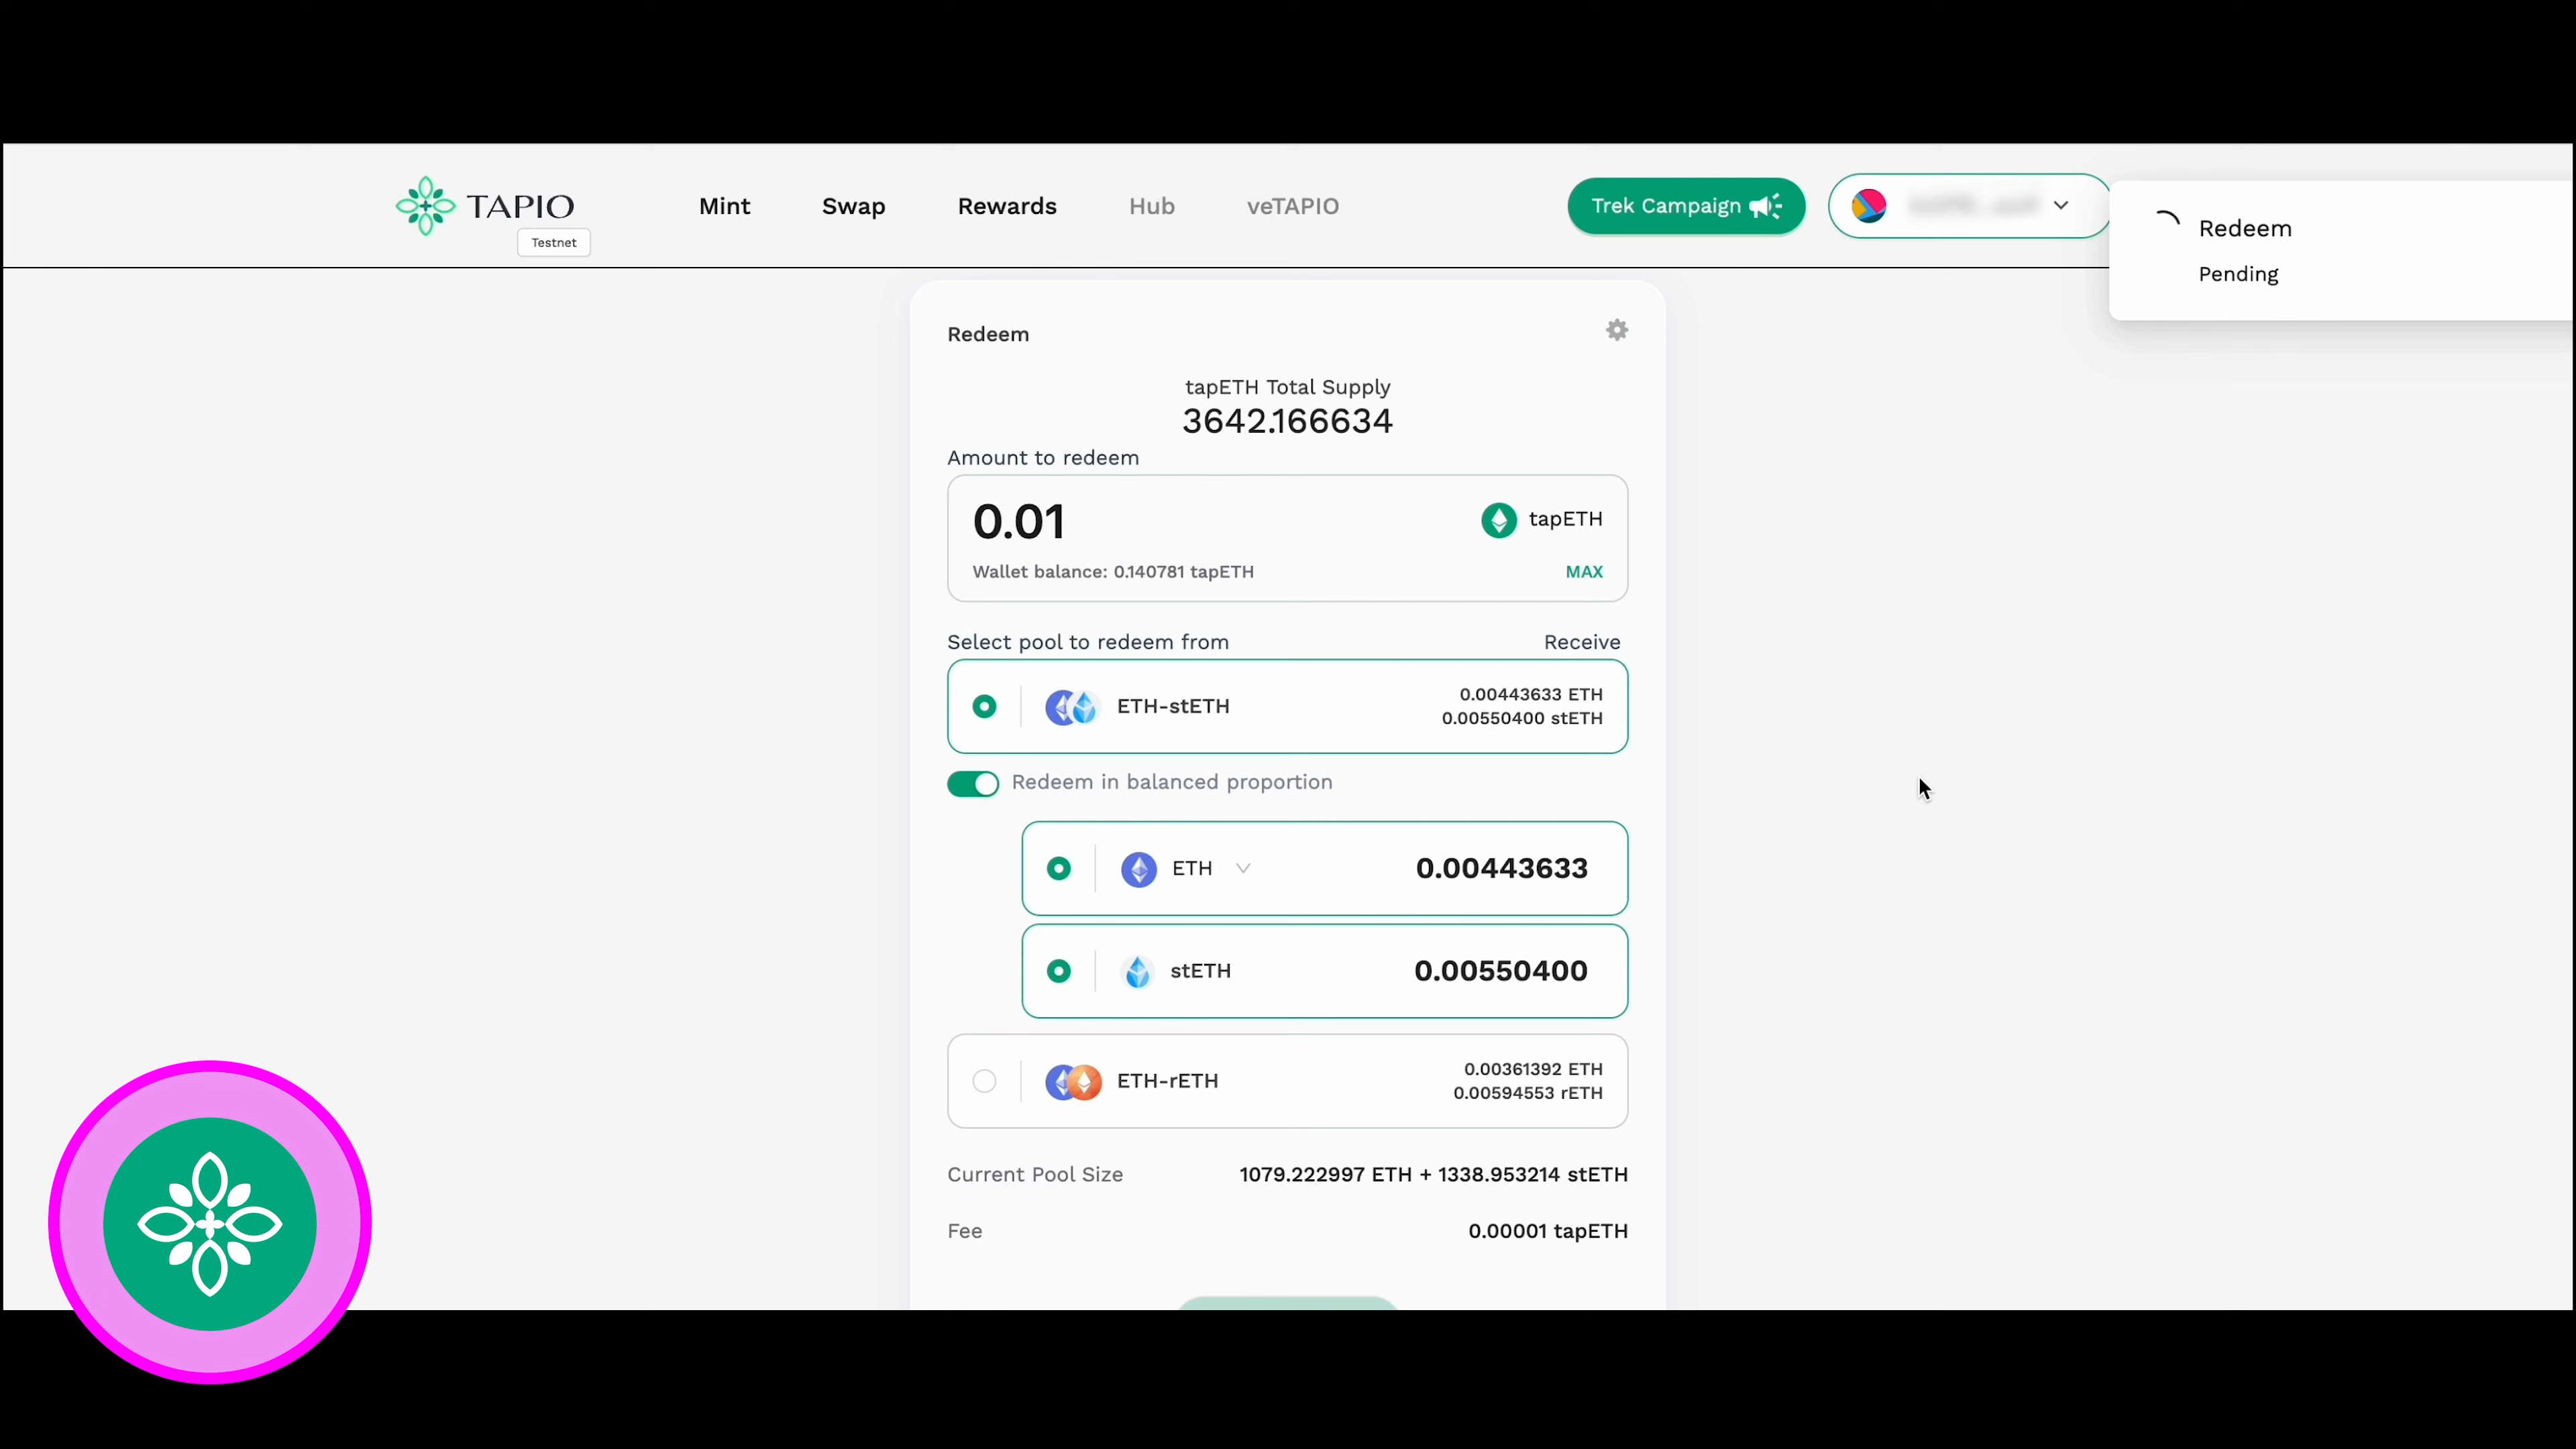 TAPIO
Testnet
Mint
Swap
Rewards
Hub
veTAPIO
Trek Campaign
Redeem
Pending
Redeem
tapETH Total Supply
3642.166634
Amount to redeem
0.01
tapETH
Wallet balance: 0.140781 tapETH
MAX
Select pool to redeem from
Receive
ETH-stETH
0.00443633 ETH
0.00550400 stETH
Redeem in balanced proportion
ETH
0.00443633
stETH
0.00550400
ETH-rETH
0.00361392 ETH
0.00594553 rETH
Current Pool Size
1079.222997 ETH + 1338.953214 stETH
Fee
0.00001 tapETH